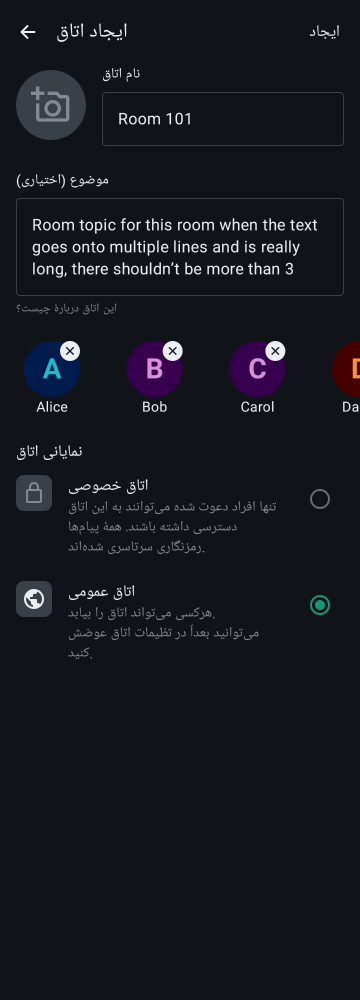 ایجاد اتاق
ایجاد
نام اتاق
Room 101
موضوع (اختیاری)
Room topic for this room when the text
goes onto multiple lines and is really
long, there shouldn’t be more than 3
این اتاق دربارهٔ چیست؟
A
B
C
Alice
Bob
Carol
Da
نمایانی اتاق
اتاق خصوصی
تنها افراد دعوت شده می‌توانند به این اتاق
دسترسی داشته باشند. همهٔ پیام‌ها
رمزنگاری سرتاسری شده‌اند.
اتاق عمومی
هرکسی می‌تواند اتاق را بیابد.
می‌توانید بعداً در تظیمات اتاق عوضش
کنید.